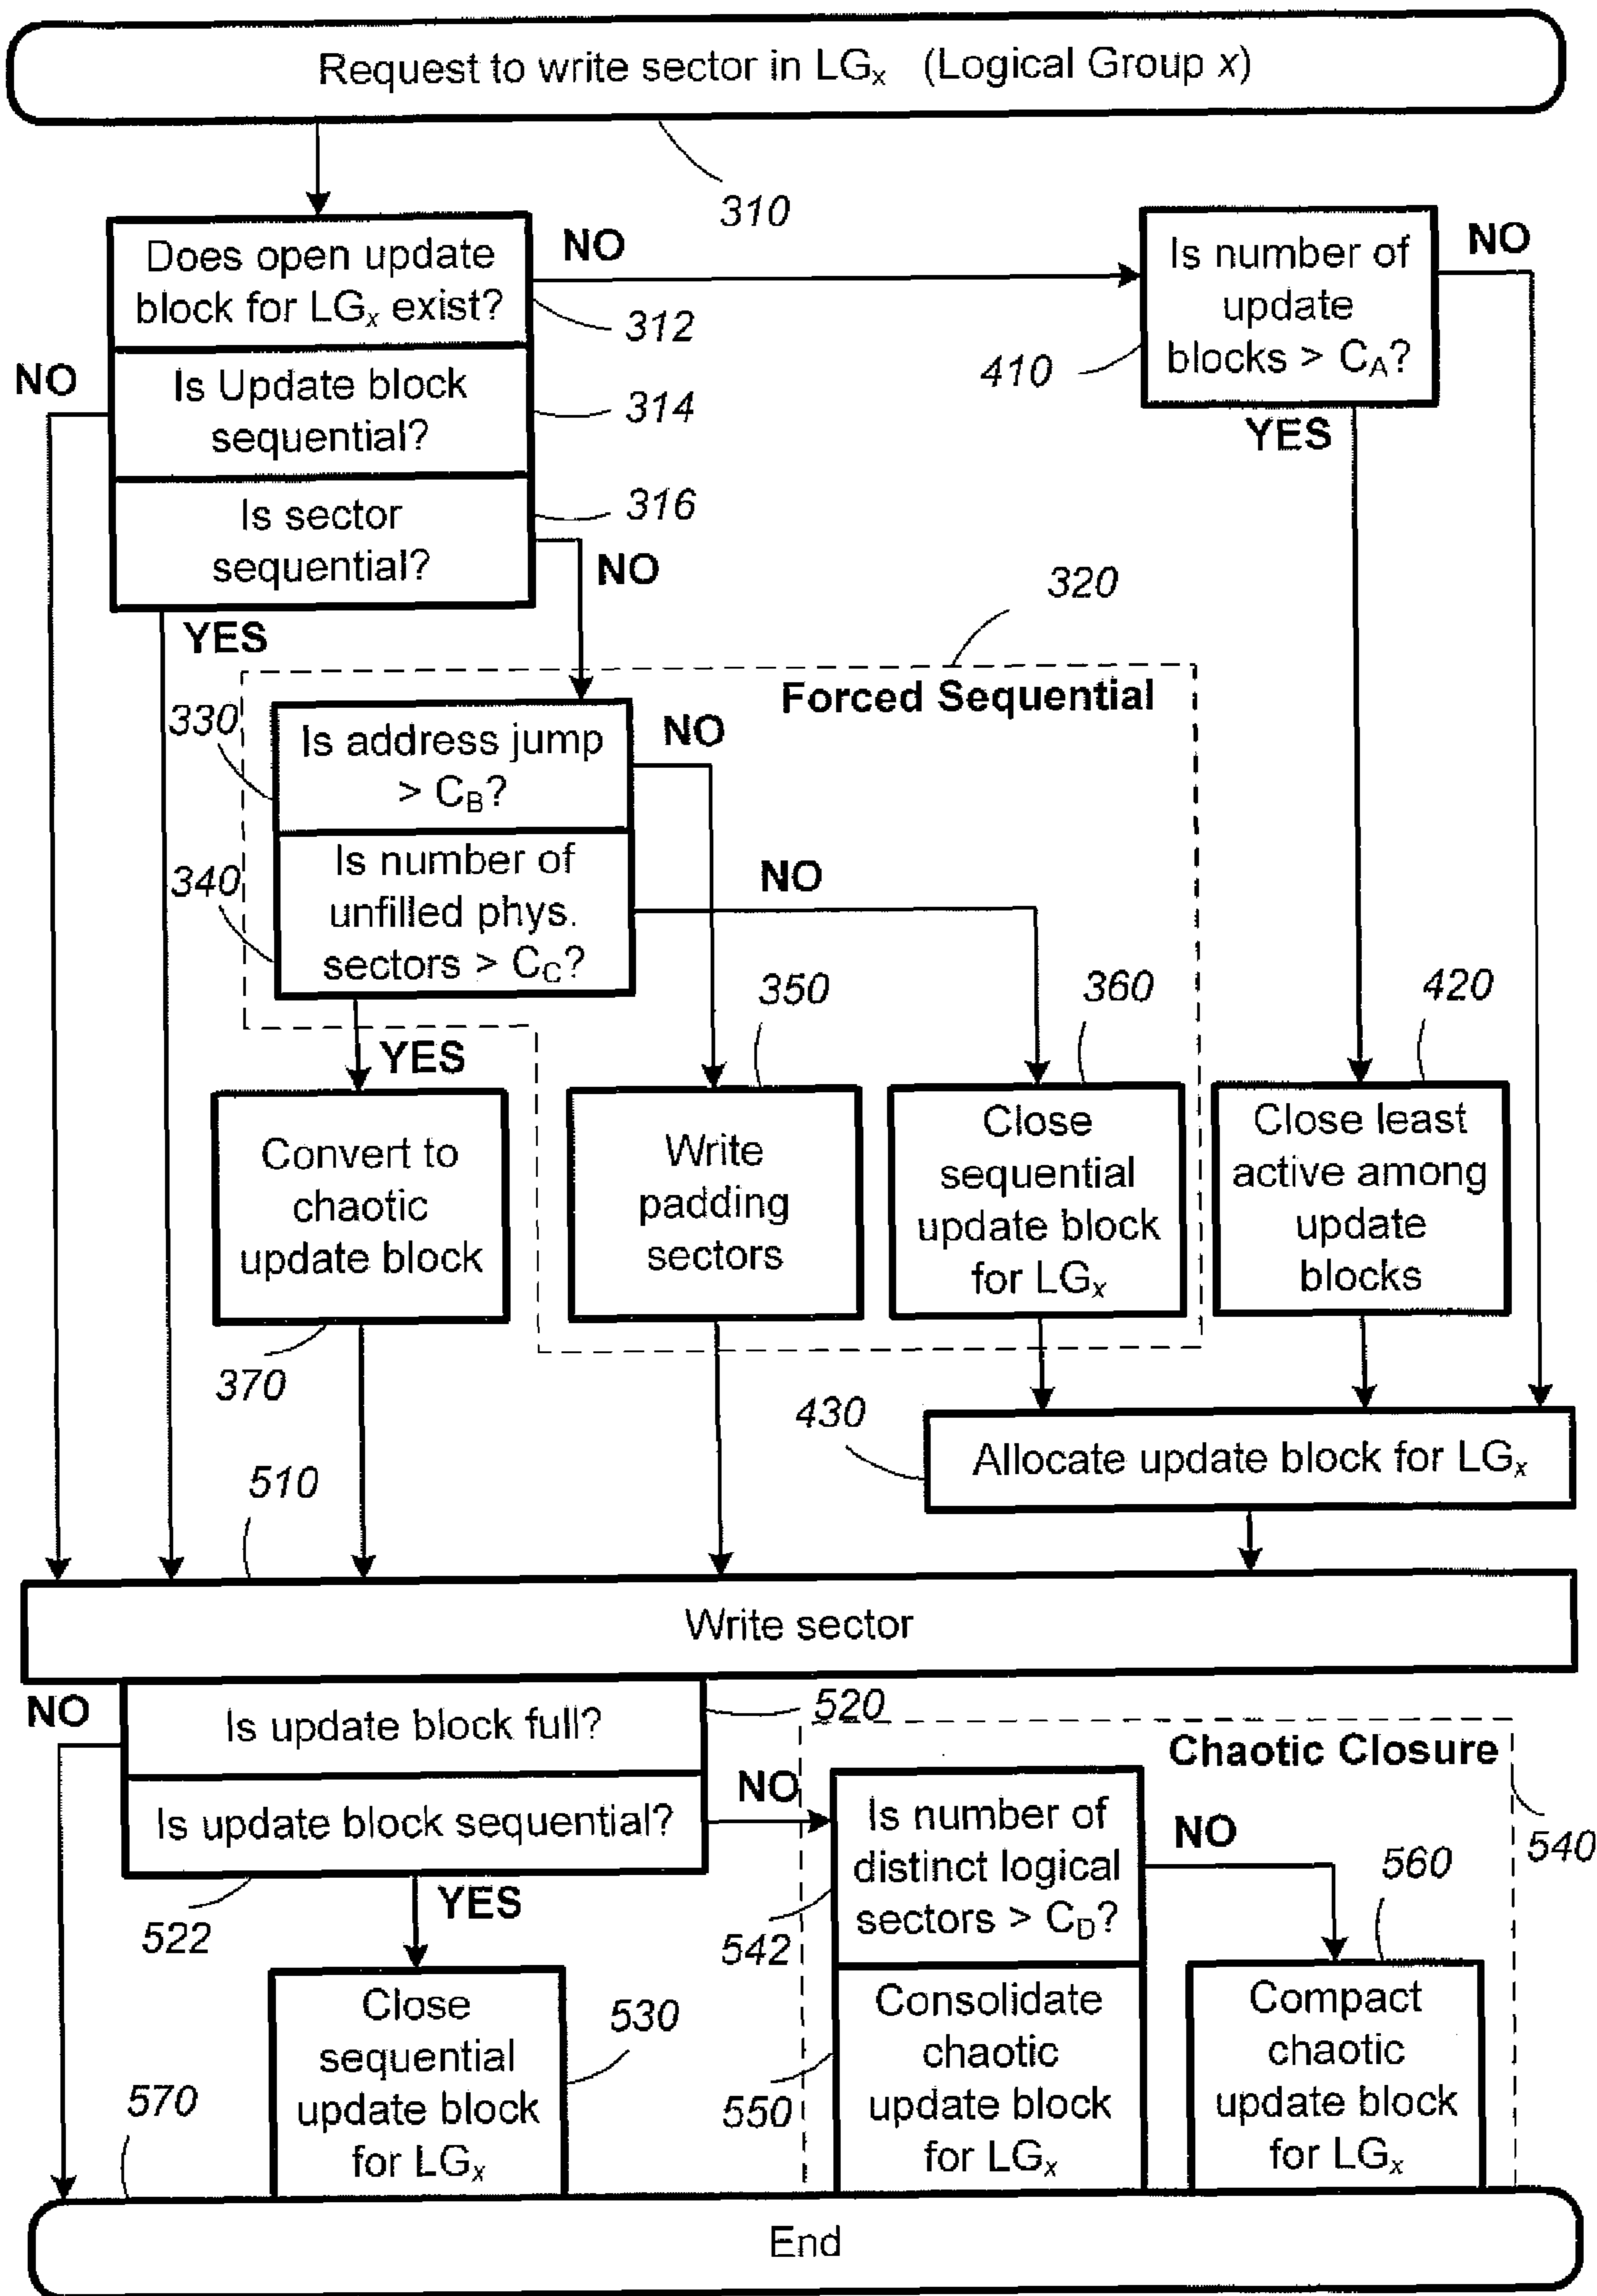 Request to write sector in LGx (Logical Group x)
310
Does open update
block for LGx exist?
NO
312
Is number of
update
blocks > CA?
NO
410
YES
NO
Is Update block
sequential?
314
Is sector
sequential?
316
NO
YES
320
Forced Sequential
330
Is address jump
> CB?
NO
340
Is number of
unfilled phys.
sectors > CC?
NO
YES
350
360
420
Convert to
chaotic
update block
370
Write
padding
sectors
Close
sequential
update block
for LGx
Close least
active among
update
blocks
430
Allocate update block for LGx
510
Write sector
NO
Is update block full?
520
Is update block sequential?
522
NO
YES
Chaotic Closure
540
Is number of
distinct logical
sectors > CD?
542
NO
560
Close
sequential
update block
for LGx
530
Consolidate
chaotic
update block
for LGx
550
Compact
chaotic
update block
for LGx
570
End